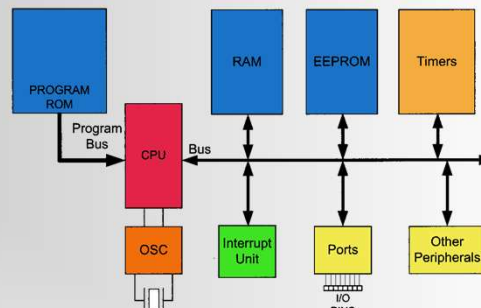 PROGRAM
ROM
RAM
EEPROM
Timers
Program
Bus
CPU
Bus
OSC
Interrupt
Unit
Ports
Other
Peripherals
I/O